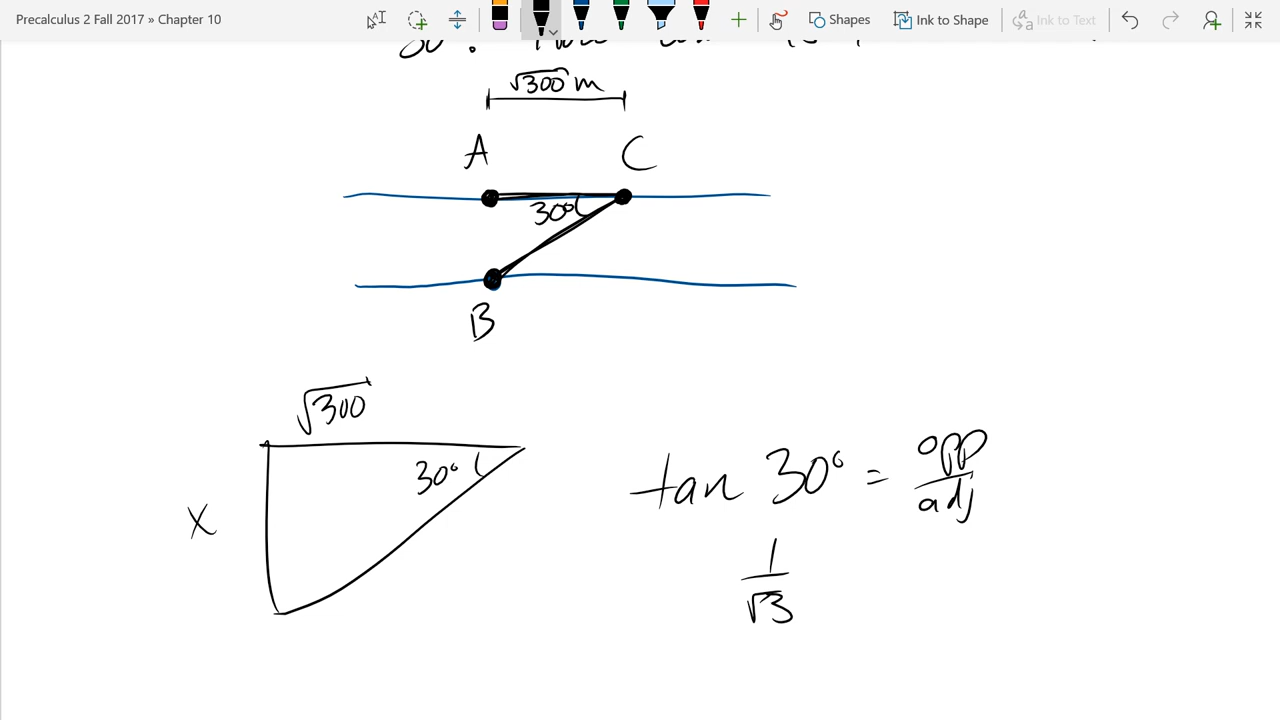 Precalculus 2 Fall 2017 » Chapter 10
Shapes
Ink to Shape
Ink to Text
√300 m
A
C
30°
B
√300
30°
x
tan 30° = opp/adj
1/√3